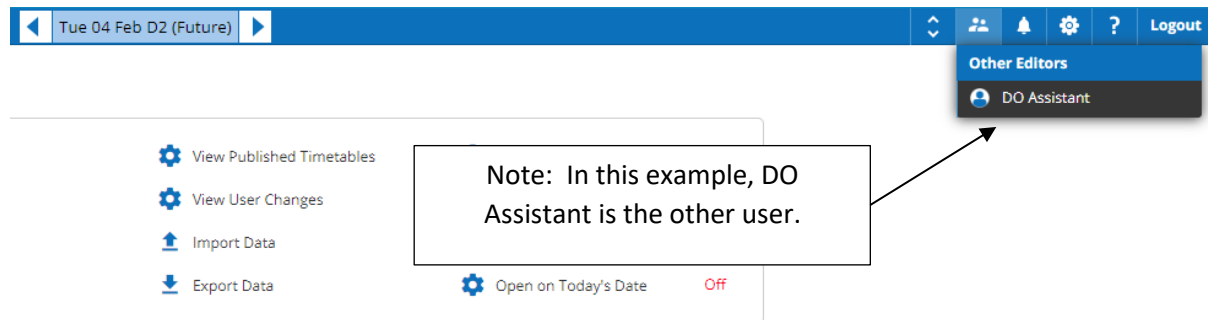 Tue 04 Feb D2 (Future)
? Logout
Other Editors
DO Assistant
View Published Timetables
Note: In this example, DO
Assistant is the other user.
View User Changes
Import Data
Export Data
Open on Today's Date Off